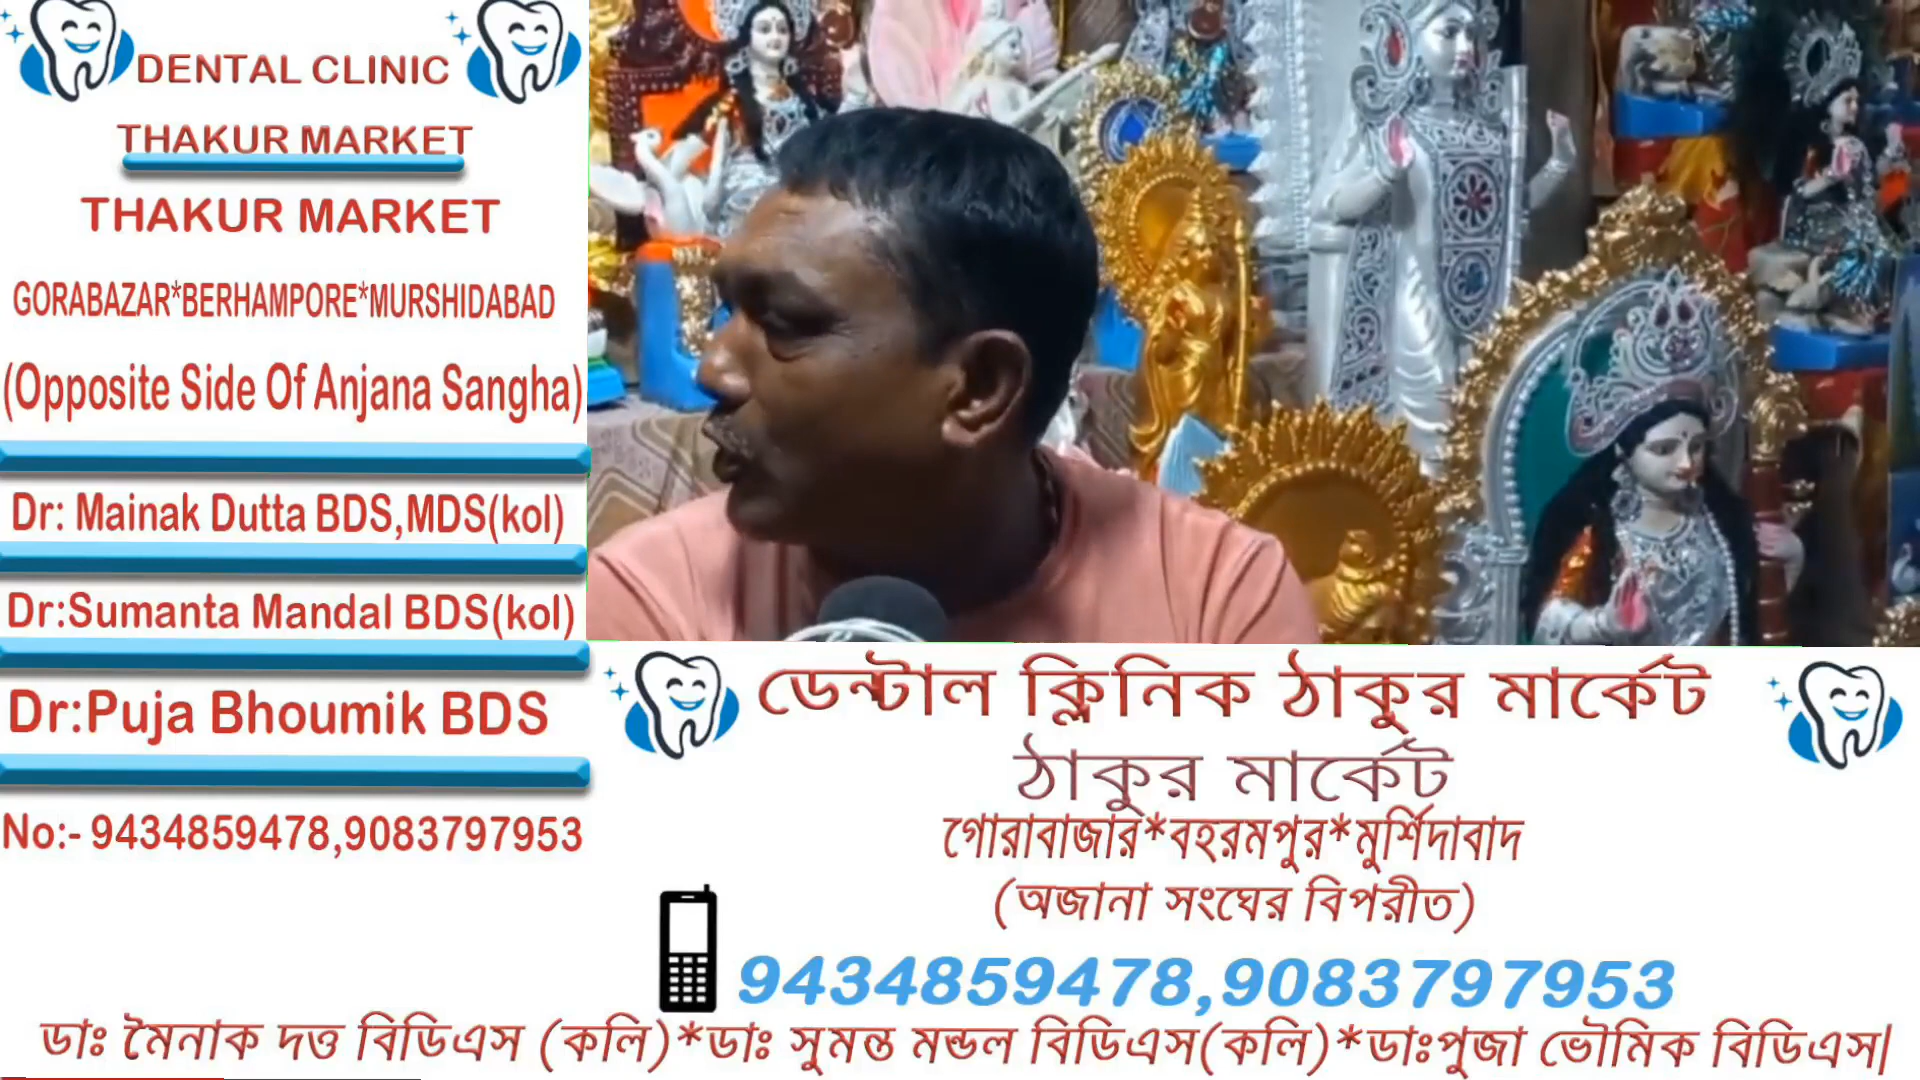 DENTAL CLINIC
THAKUR MARKET
THAKUR MARKET
GORABAZAR*BERHAMPORE*MURSHIDABAD
(Opposite Side Of Anjana Sangha)
Dr: Mainak Dutta BDS,MDS(kol)
Dr:Sumanta Mandal BDS(kol)
Dr:Puja Bhoumik BDS
No:- 9434859478,9083797953
ডেন্টাল ক্লিনিক ঠাকুর মার্কেট
ঠাকুর মার্কেট
গোরাবাজার*বহরমপুর*মুর্শিদাবাদ
(অজানা সংঘের বিপরীত)
9434859478,9083797953
ডাঃ মৈনাক দত্ত বিডিএস (কলি)*ডাঃ সুমন্ত মন্ডল বিডিএস(কলি)*ডাঃপুজা ভৌমিক বিডিএস|